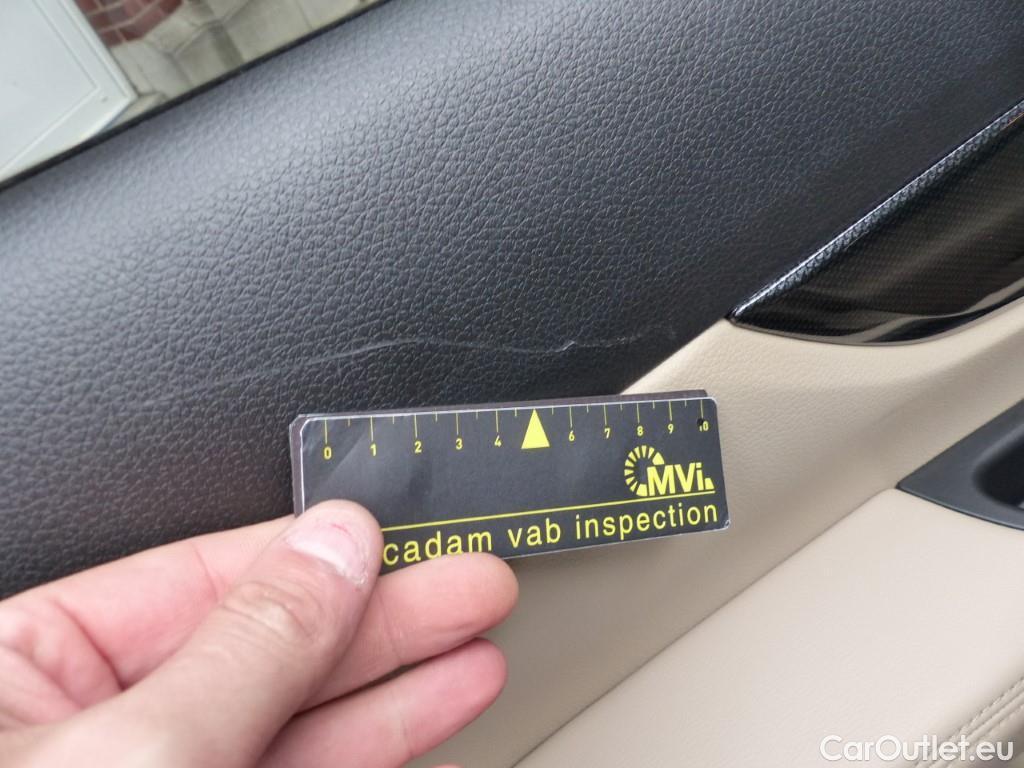 0 1 2 3 4 6 7 8 9 10
MVi
cadam vab inspection
CarOutlet.eu